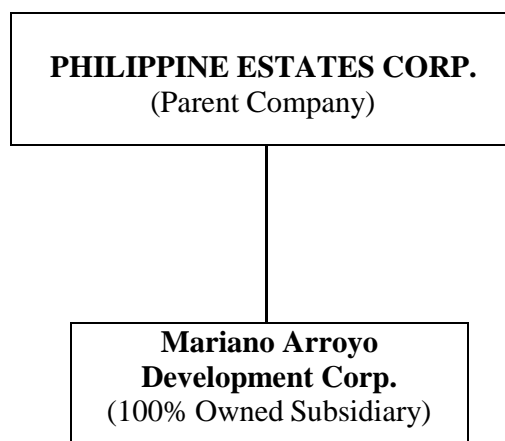 PHILIPPINE ESTATES CORP.
(Parent Company)
Mariano Arroyo
Development Corp.
(100% Owned Subsidiary)